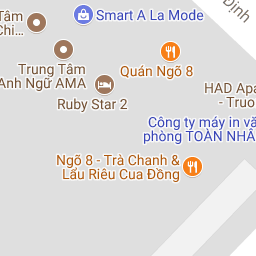 Định
Smart A La Mode
Tâm
Chi...
Trung Tâm
Anh Ngữ AMA
Quán Ngõ 8
Ruby Star 2
HAD Apa
- Truo
Công ty máy in vă
phòng TOÀN NHÂ
Ngõ 8 - Trà Chanh &
Lẩu Riêu Cua Đồng